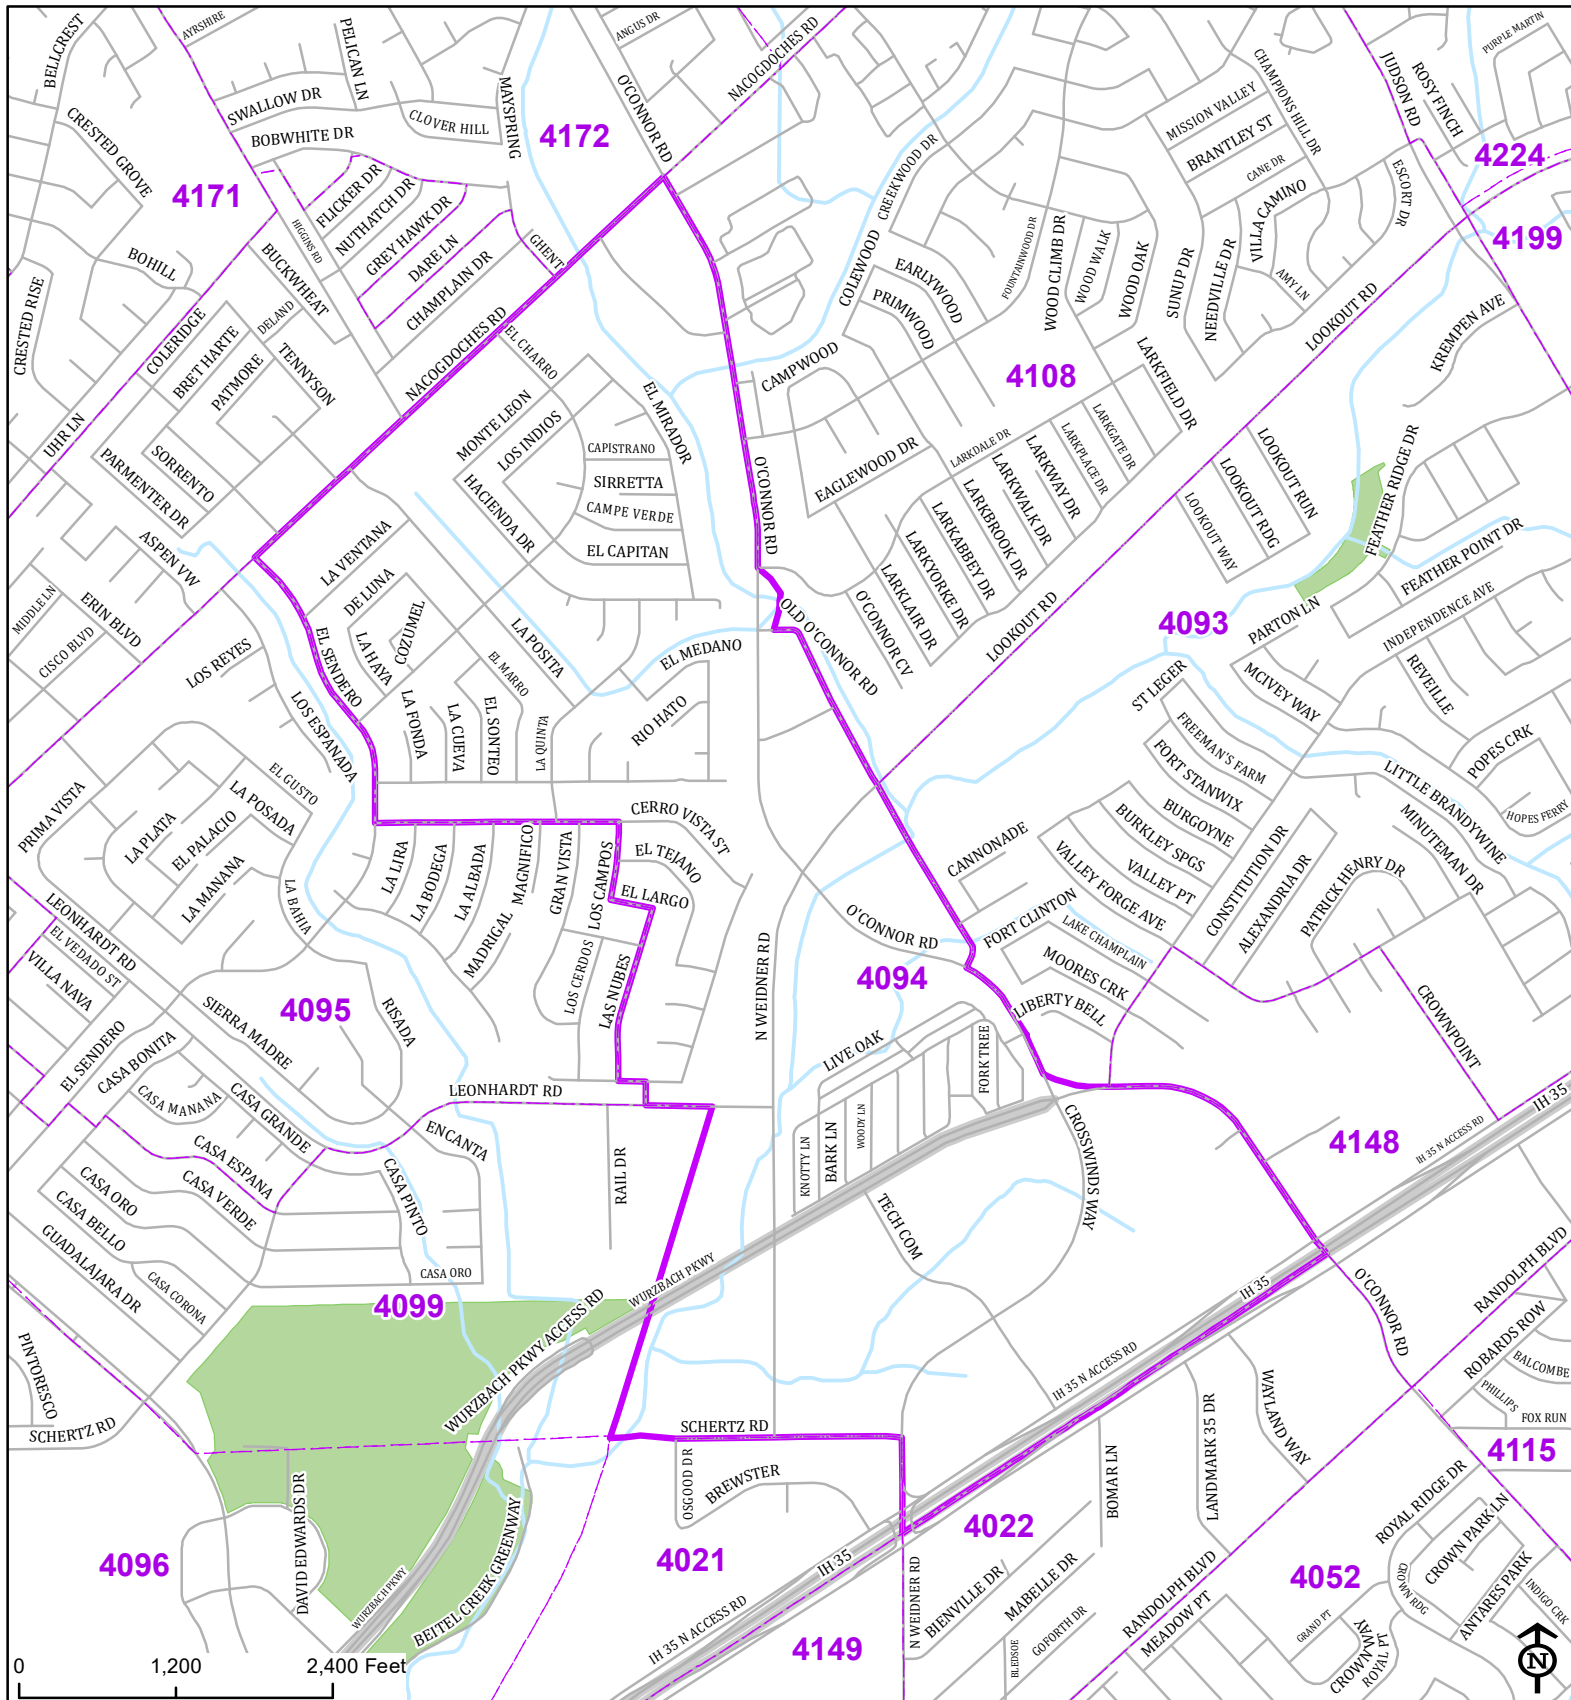 BELLCREST
AYRSHIRE
PELICAN LN
ANGUS DR
NACOGDOCHES RD
PURPLE MARTIN
JUDSON RD
ROSY FINCH
SWALLOW DR
BOBWHITE DR
CLOVER HILL
MAYSPRING
O'CONNOR RD
CHAMPIONS HILL DR
MISSION VALLEY
BRANTLEY ST
CANE DR
4172
4224
CRESTED GROVE
4171
FLICKER DR
NUTHATCH DR
GREY HAWK DR
DARE LN
CHAMPLAIN DR
GHENT
HIGGINS RD
CREEKWOOD DR
COLEWOOD
VILLA CAMINO
ESCORT DR
4199
BOHILL
BUCKWHEAT
EARLYWOOD
PRIMWOOD
FOUNTAINWOOD DR
WOOD CLIMB DR
WOOD WALK
WOOD OAK
SUNUP DR
NEEDVILLE DR
AMY LN
LOOKOUT RD
CRESTED RISE
COLERIDGE
DELAND
BRET HARTE
PATMORE
TENNYSON
NACOGDOCHES RD
EL CHARRO
CAMPWOOD
4108
LARKFIELD DR
KREMPEN AVE
UHR LN
MONTE LEON
LOS INDIOS
EL MIRADOR
CAPISTRANO
SIRRETTA
CAMPE VERDE
EL CAPITAN
HACIENDA DR
SORRENTO
PARMENTER DR
O'CONNOR RD
EAGLEWOOD DR
LARKDALE DR
LARKGATE DR
LARKPLACE DR
LARKWAY DR
LARKWALK DR
LARKBROOK DR
LARKABBEY DR
LARKYORKE DR
LARKLAIR DR
LOOKOUT RUN
LOOKOUT RDG
LOOKOUT WAY
FEATHER RIDGE DR
FEATHER POINT DR
ASPEN VW
LA VENTANA
DE LUNA
COZUMEL
LA HAYA
MIDDLE LN
ERIN BLVD
CISCO BLVD
LOS REYES
EL SENDERO
LOS ESPANADA
LA POSITA
EL MARRO
EL MEDANO
RIO HATO
LA FONDA
LA CUEVA
EL SONTEO
LA QUINTA
OLD O'CONNOR RD
O'CONNOR CV
LOOKOUT RD
4093
PARTON LN
INDEPENDENCE AVE
REVEILLE
MCIVEY WAY
ST LEGER
FREEMAN'S FARM
FORT STANWIX
BURGOYNE
BURKLEY SPGS
VALLEY PT
VALLEY FORGE AVE
POPES CRK
LITTLE BRANDYWINE
HOPES FERRY
MINUTEMAN DR
PRIMA VISTA
EL GUSTO
LA POSADA
LA PLATA
EL PALACIO
LA MANANA
LA BAHIA
CERRO VISTA ST
EL TEJANO
EL LARGO
LA LIRA
LA BODEGA
LA ALBADA
MADRIGAL
MAGNIFICO
GRAN VISTA
LOS CAMPOS
LOS CERDOS
LAS NUBES
CANNONADE
CONSTITUTION DR
ALEXANDRIA DR
PATRICK HENRY DR
O'CONNOR RD
FORT CLINTON
LAKE CHAMPLAIN
MOORES CRK
LIBERTY BELL
4094
CROWNPOINT
N WEIDNER RD
LEONHARDT RD
EL VEDADO ST
VILLA NAVA
EL SENDERO
4095
RISADA
SIERRA MADRE
CASA BONITA
CASA MANANA
CASA GRANDE
CASA ESPANA
CASA VERDE
LEONHARDT RD
ENCANTA
CASA PINTO
CASA ORO
CASA BELLO
GUADALAJARA DR
CASA CORONA
CASA ORO
RAIL DR
LIVE OAK
FORK TREE
KNOTTY LN
BARK LN
WOODY LN
CROSSWINDS WAY
TECH COM
4148
IH 35
IH 35 N ACCESS RD
O'CONNOR RD
RANDOLPH BLVD
ROBARDS ROW
BALCOMBE
PHILLIPS
FOX RUN
4115
4099
WURZBACH PKWY
WURZBACH PKWY ACCESS RD
IH 35
IH 35 N ACCESS RD
PINTORESCO
SCHERTZ RD
SCHERTZ RD
OSGOOD DR
BREWSTER
BOMAR LN
LANDMARK 35 DR
WAYLAND WAY
DAVID EDWARDS DR
WURZBACH PKWY
BEITEL CREEK GREENWAY
4096
4021
4022
4052
4149
IH 35
IH 35 N ACCESS RD
N WEIDNER RD
BIENVILLE DR
MABELLE DR
GOFORTH DR
BLEDSOE
RANDOLPH BLVD
MEADOW PT
ROYAL RIDGE DR
CROWN PARK LN
CROWN RDG
ANTARES PARK
INDIGO CRK
GRAND PT
CROWNWAY
ROYAL PT
0 1,200 2,400 Feet
N